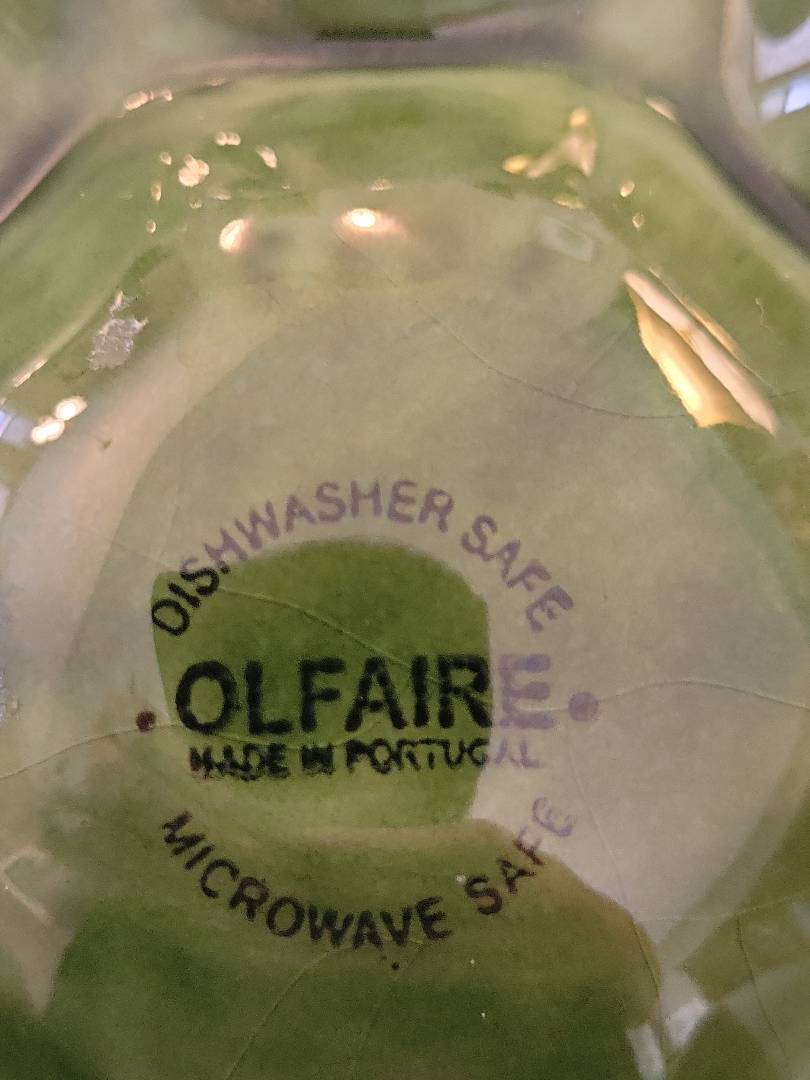 DISHWASHER SAFE
OLFAIRE
MADE IN PORTUGAL
MICROWAVE SAFE